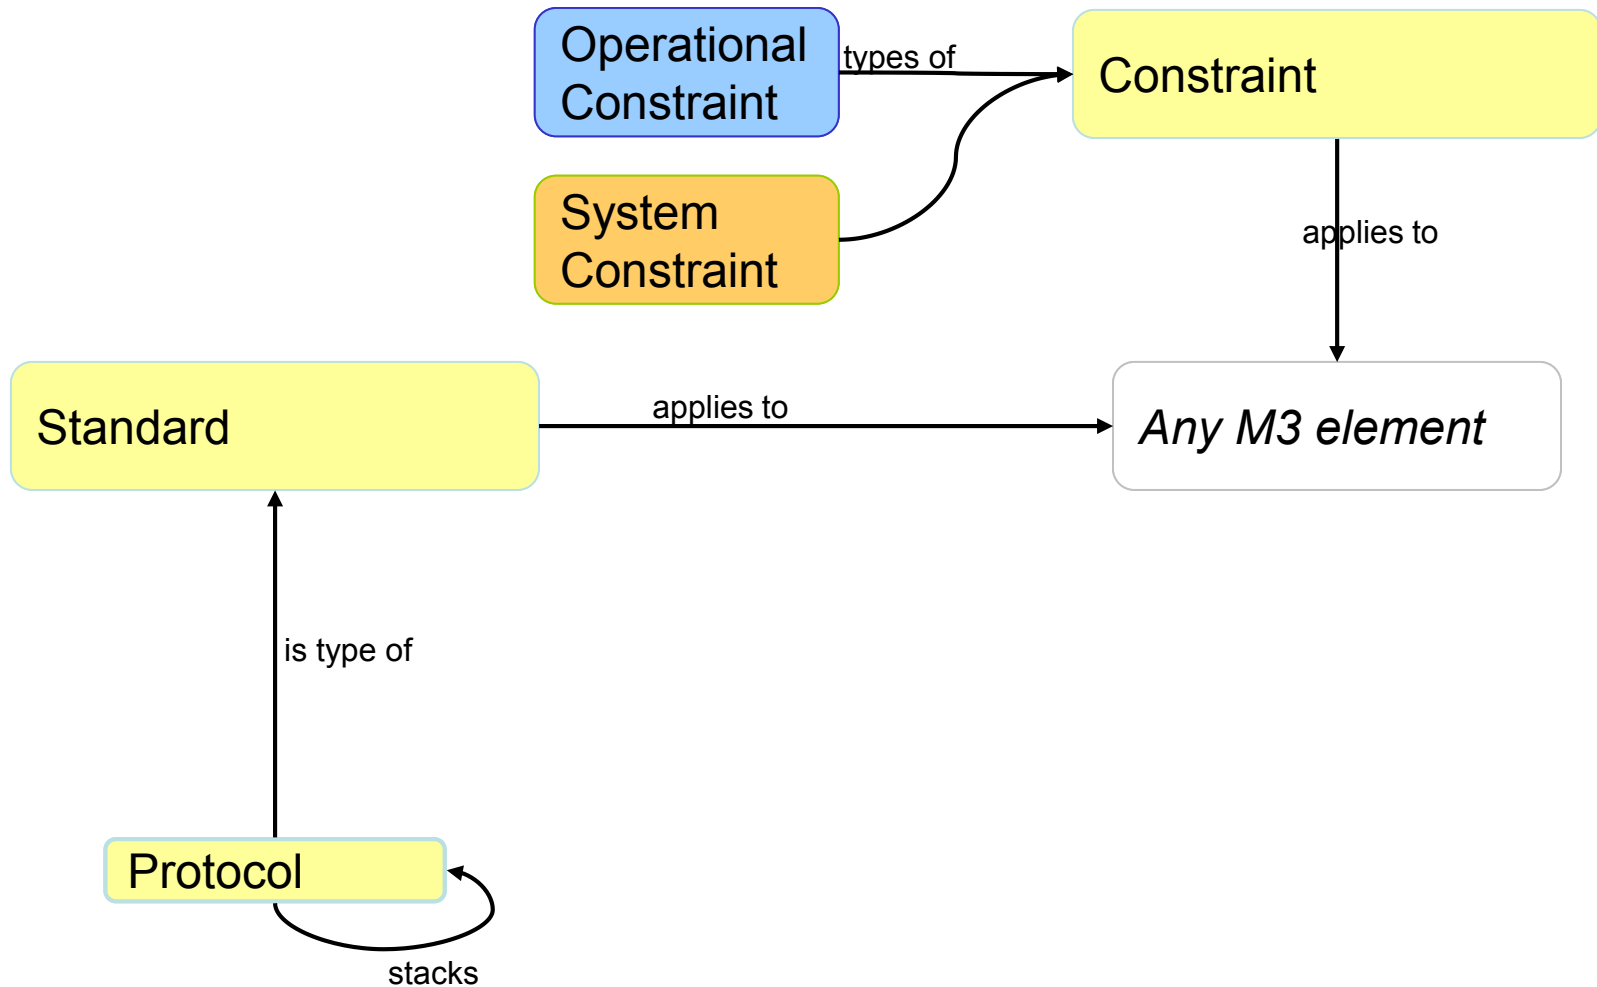 Operational
Constraint
types of
Constraint
System
Constraint
applies to
Standard
applies to
Any M3 element
is type of
Protocol
stacks